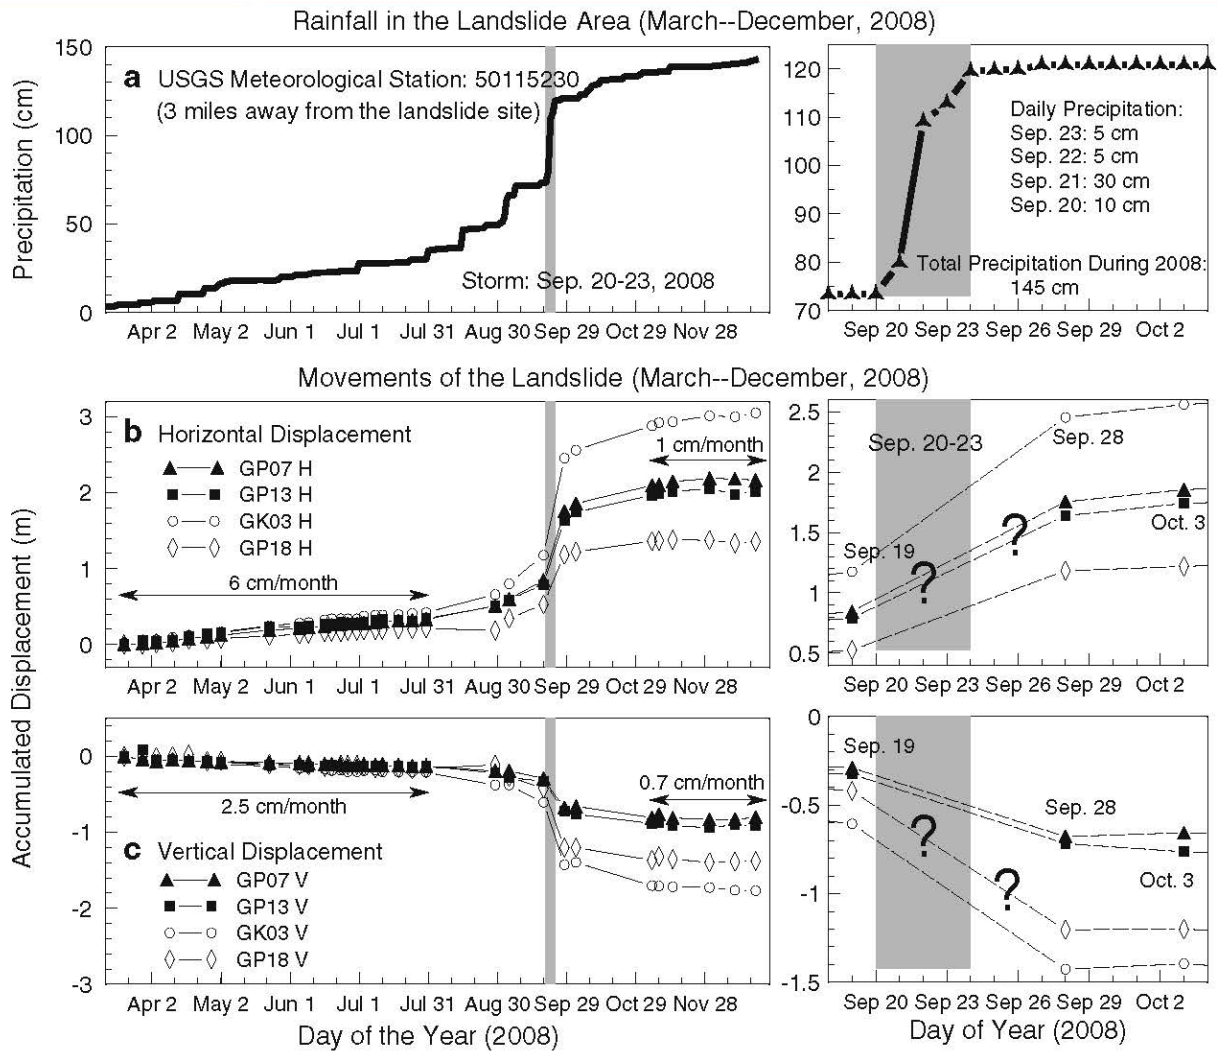 Rainfall in the Landslide Area (March--December, 2008)
Precipitation (cm)
150
100
50
0
a USGS Meteorological Station: 50115230
(3 miles away from the landslide site)
Storm: Sep. 20-23, 2008
Apr 2 May 2 Jun 1 Jul 1 Jul 31 Aug 30 Sep 29 Oct 29 Nov 28
120
110
100
90
80
70
Daily Precipitation:
Sep. 23: 5 cm
Sep. 22: 5 cm
Sep. 21: 30 cm
Sep. 20: 10 cm
Total Precipitation During 2008:
145 cm
Sep 20 Sep 23 Sep 26 Sep 29 Oct 2
Movements of the Landslide (March--December, 2008)
Accumulated Displacement (m)
3
2
1
0
b Horizontal Displacement
GP07 H
GP13 H
GK03 H
GP18 H
6 cm/month
1 cm/month
Apr 2 May 2 Jun 1 Jul 1 Jul 31 Aug 30 Sep 29 Oct 29 Nov 28
2.5
2
1.5
1
0.5
Sep. 20-23
Sep. 28
Sep. 19
Oct. 3
?
?
Sep 20 Sep 23 Sep 26 Sep 29 Oct 2
0
-1
-2
-3
2.5 cm/month
0.7 cm/month
c Vertical Displacement
GP07 V
GP13 V
GK03 V
GP18 V
Apr 2 May 2 Jun 1 Jul 1 Jul 31 Aug 30 Sep 29 Oct 29 Nov 28
Day of the Year (2008)
0
-0.5
-1
-1.5
Sep. 19
Sep. 28
Oct. 3
?
?
Sep 20 Sep 23 Sep 26 Sep 29 Oct 2
Day of Year (2008)